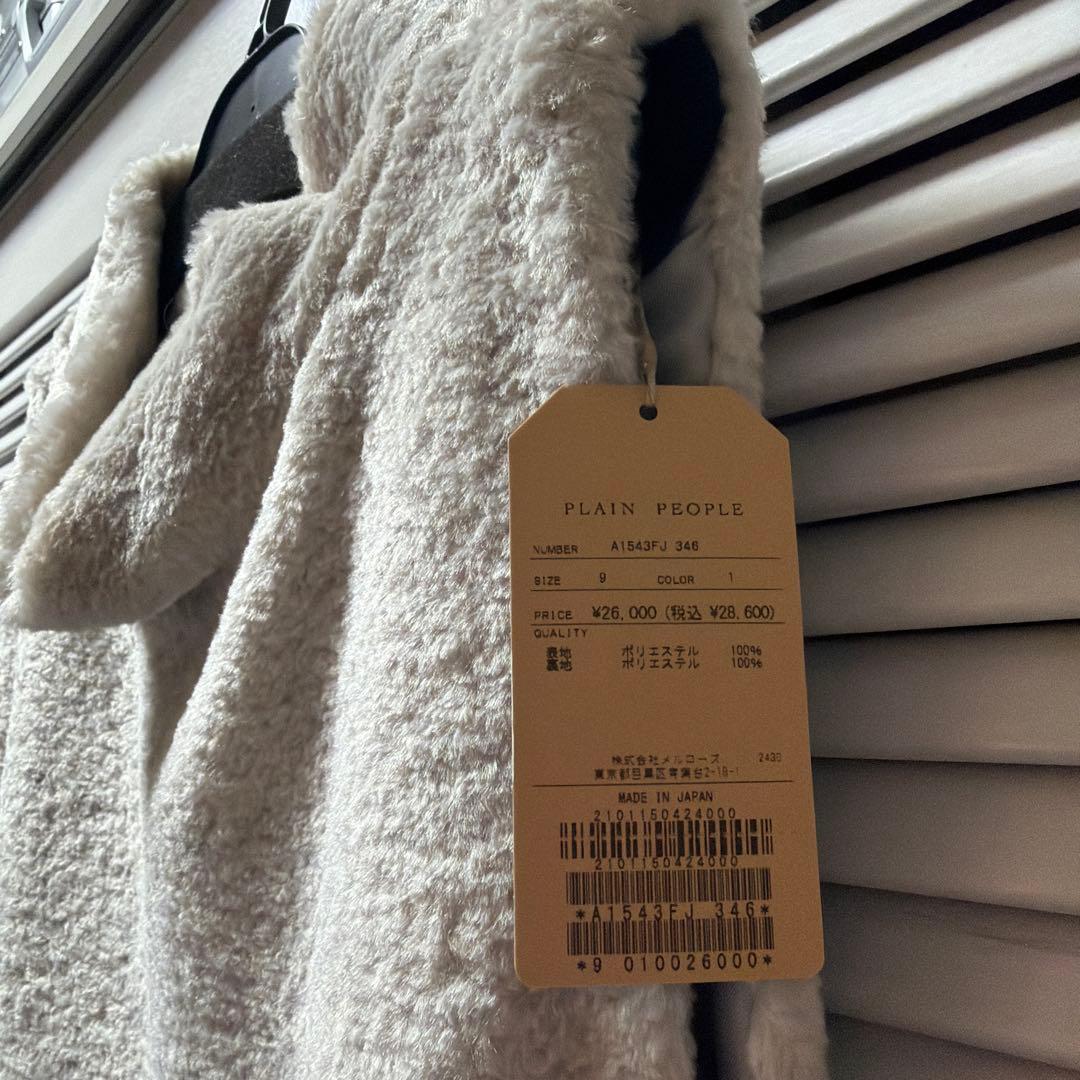 PLAIN PEOPLE
NUMBER A1543FJ 346
SIZE 9 COLOR 1
PRICE ¥26,000 (税込 ¥28,600)
QUALITY
表地 ポリエステル 100%
裏地 ポリエステル 100%
株式会社メルローズ
東京都目黒区青葉台2-19-1
MADE IN JAPAN
2101150424000
2101150424000
*A1543FJ 346*
*9 010026000*